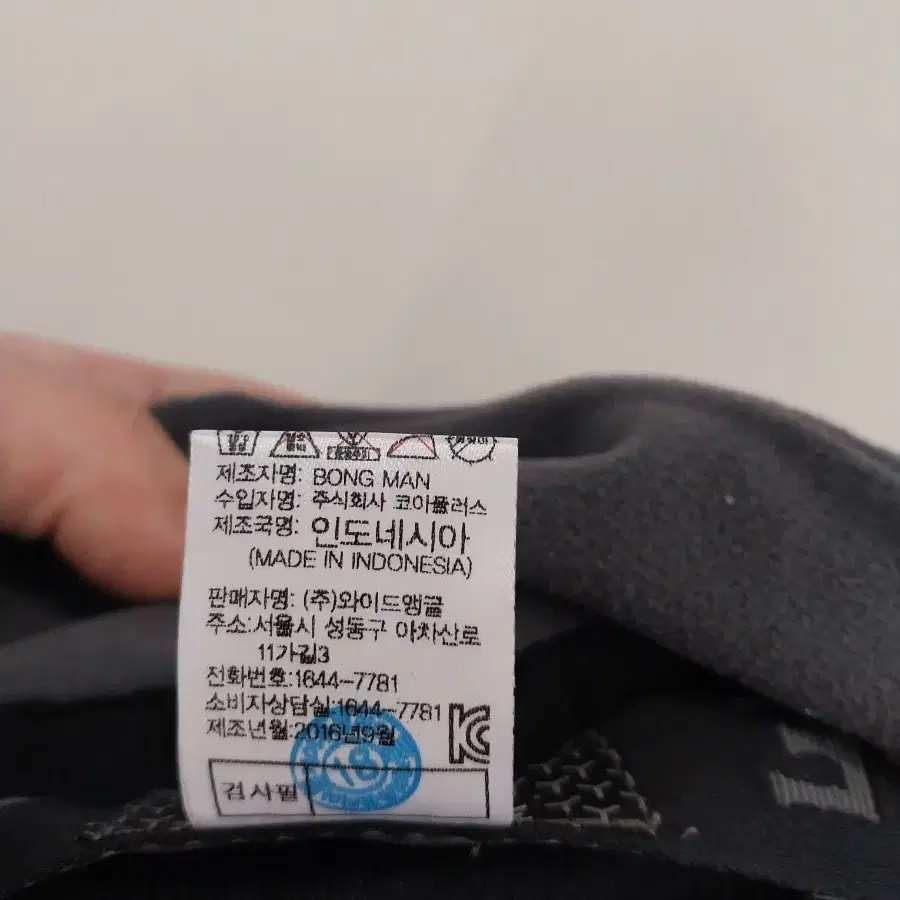 제조자명: BONG MAN
수입자명: 주식회사 코아플러스
제조국명: 인도네시아
(MADE IN INDONESIA)
판매자명: (주)와이드앵글
주소:서울시 성동구 아차산로
11가길3
전화번호:1644-7781
소비자상담실:1644-7781
제조년월:2016년9월
검사필 18